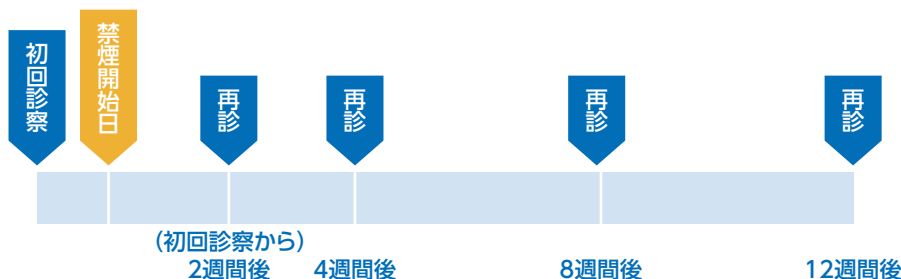 初回診察
禁煙開始日
再診
再診
再診
再診
(初回診察から)
2週間後
4週間後
8週間後
12週間後